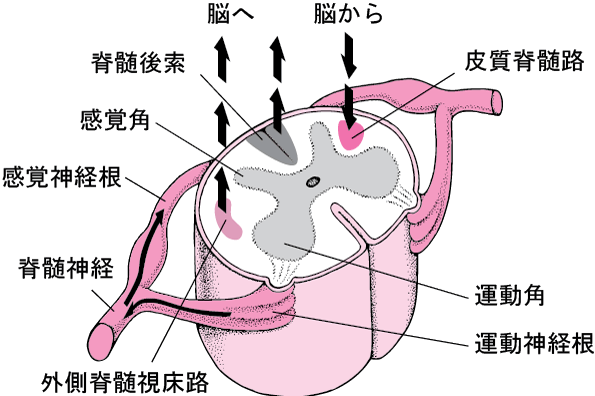 脳へ
脳から
脊髄後索
皮質脊髄路
感覚角
感覚神経根
脊髄神経
運動角
運動神経根
外側脊髄視床路